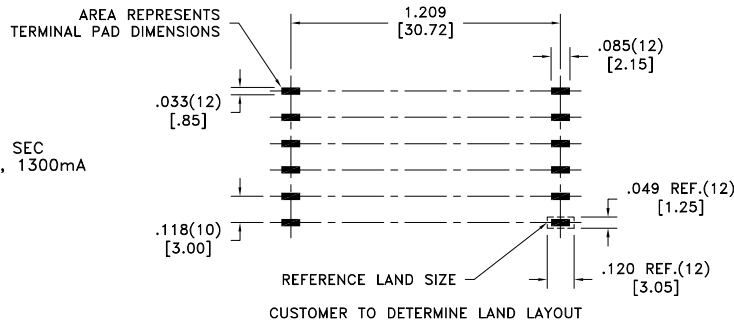 AREA REPRESENTS
TERMINAL PAD DIMENSIONS
1.209
[30.72]
.085(12)
[2.15]
.033(12)
[.85]
SEC
, 1300mA
.049 REF.(12)
[1.25]
.118(10)
[3.00]
REFERENCE LAND SIZE
.120 REF.(12)
[3.05]
CUSTOMER TO DETERMINE LAND LAYOUT